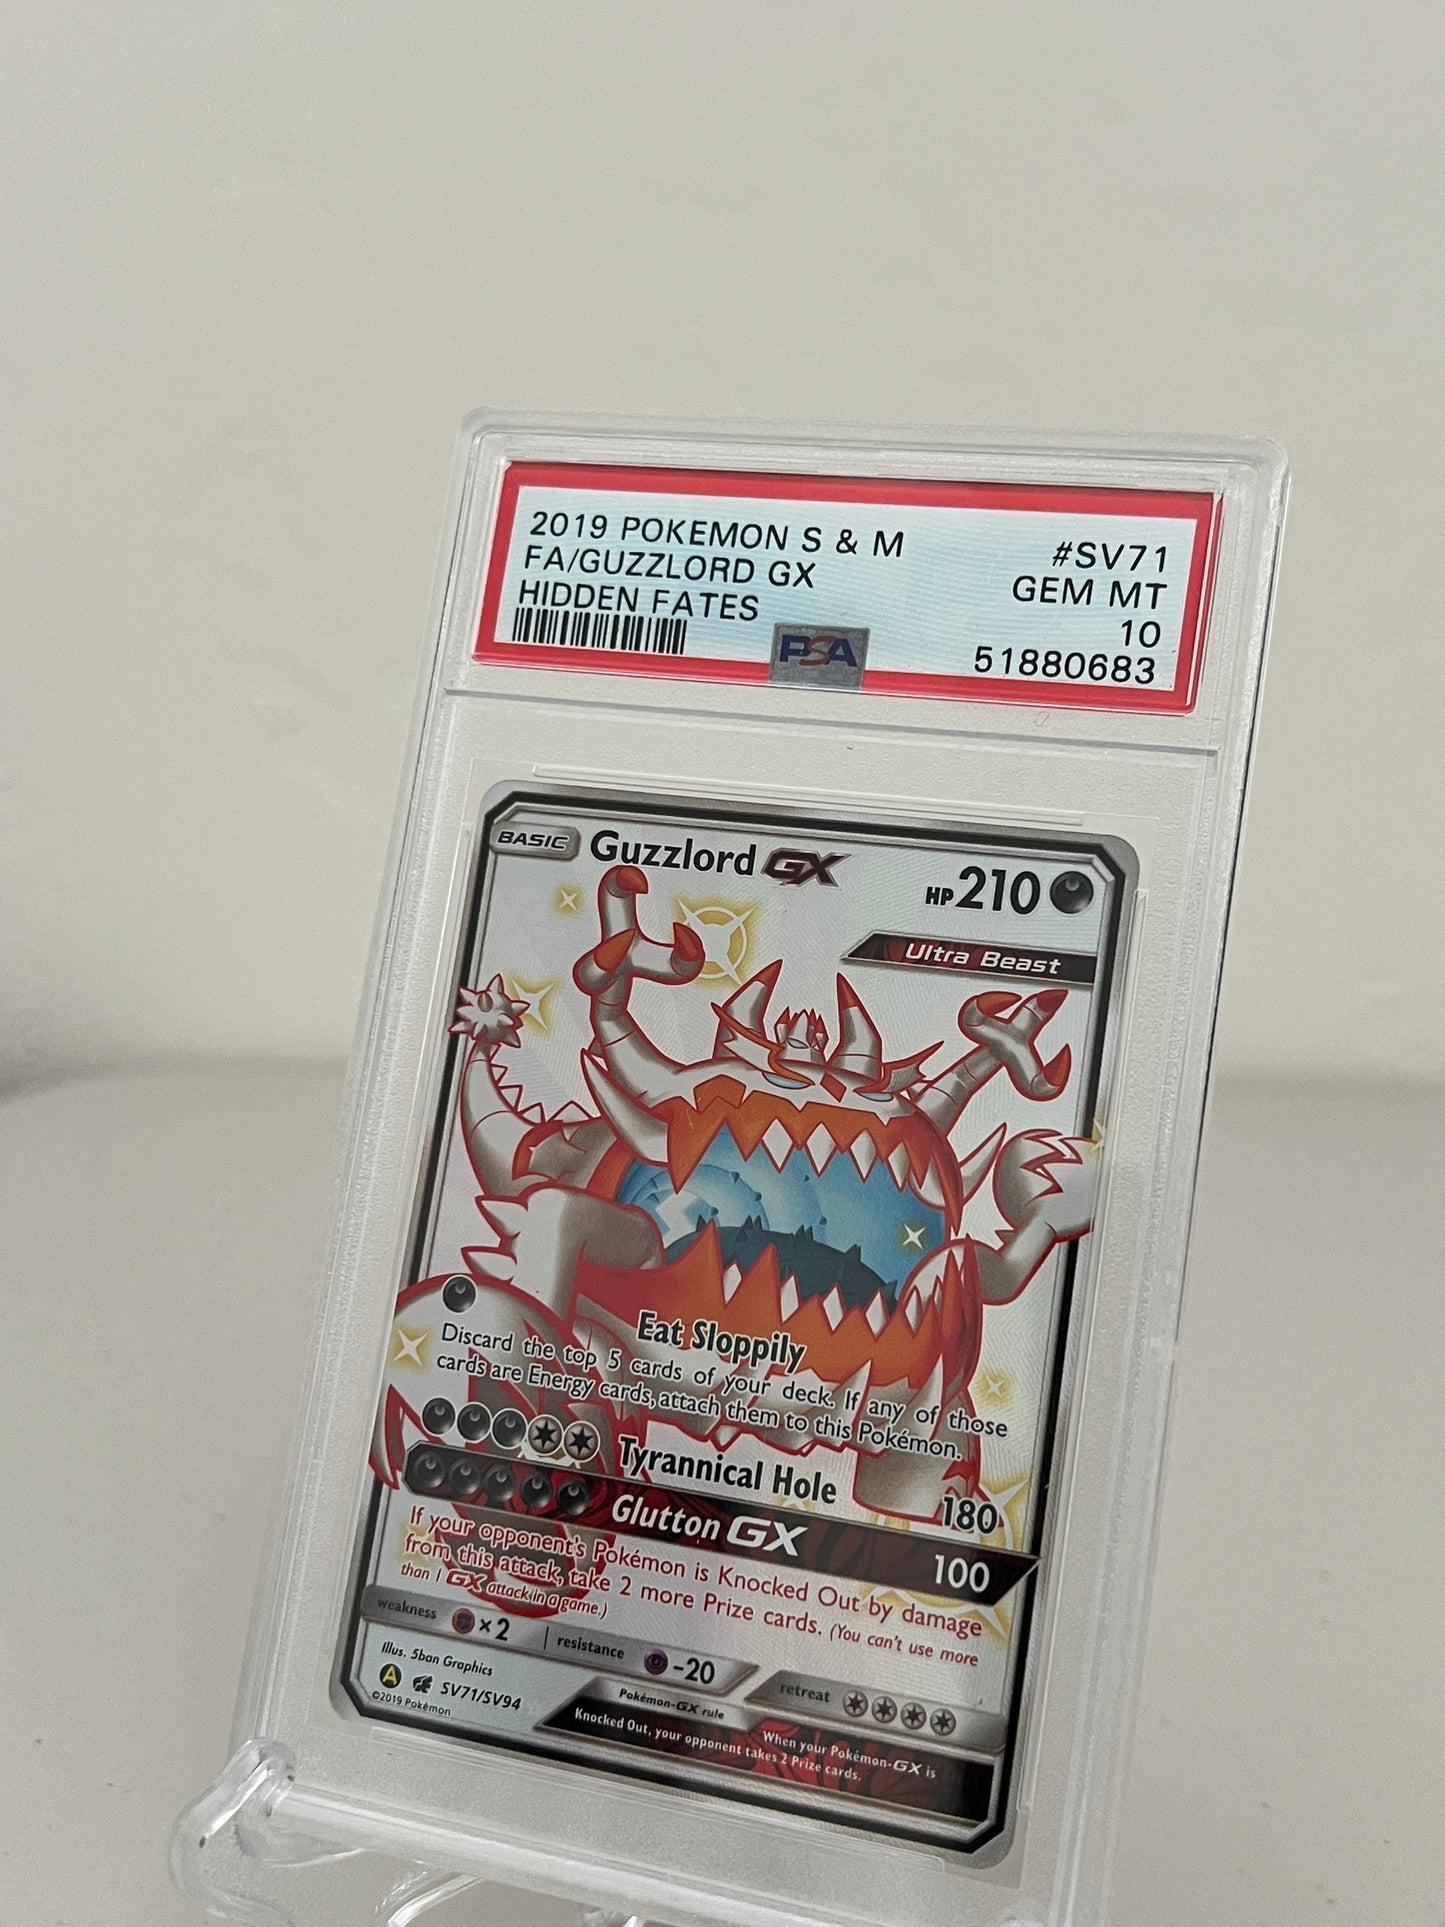 2019 POKEMON S & M
FA/GUZZLORD GX
HIDDEN FATES
#SV71
GEM MT
10
51880683
PSA
BASIC
Guzzlord GX
HP 210
Ultra Beast
Eat Sloppily
Discard the top 5 cards of your deck. If any of those
cards are Energy cards, attach them to this Pokémon.
Tyrannical Hole 180
Glutton GX 100
If your opponent's Pokémon is Knocked Out by damage
from this attack, take 2 more Prize cards. (You can't use more
than 1 GX attack in a game.)
weakness ×2
resistance -20
retreat
Illus. 5ban Graphics
A SV71/SV94
©2019 Pokémon
Pokémon-GX rule
When your Pokémon-GX is
Knocked Out, your opponent takes 2 Prize cards.